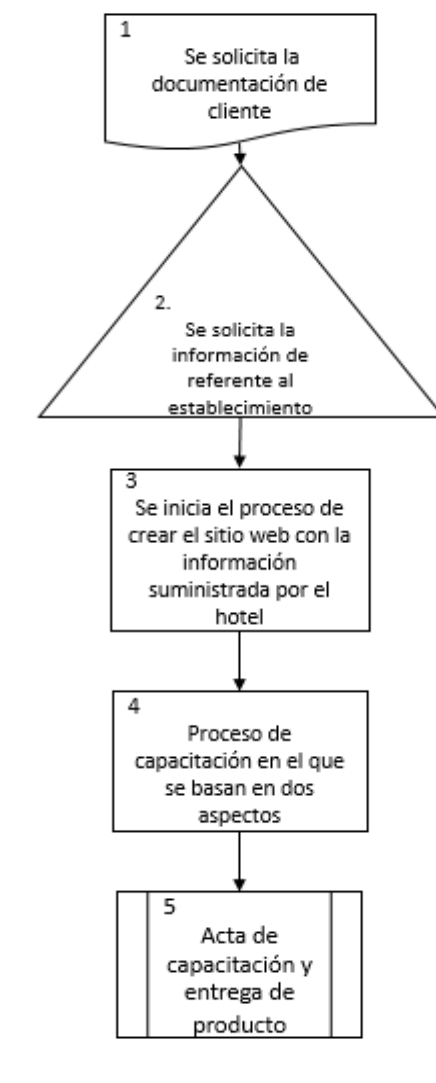 1
Se solicita la
documentación de
cliente
2.
Se solicita la
información de
referente al
establecimiento
3
Se inicia el proceso de
crear el sitio web con la
información
suministrada por el
hotel
4
Proceso de
capacitación en el que
se basan en dos
aspectos
5
Acta de
capacitación y
entrega de
producto